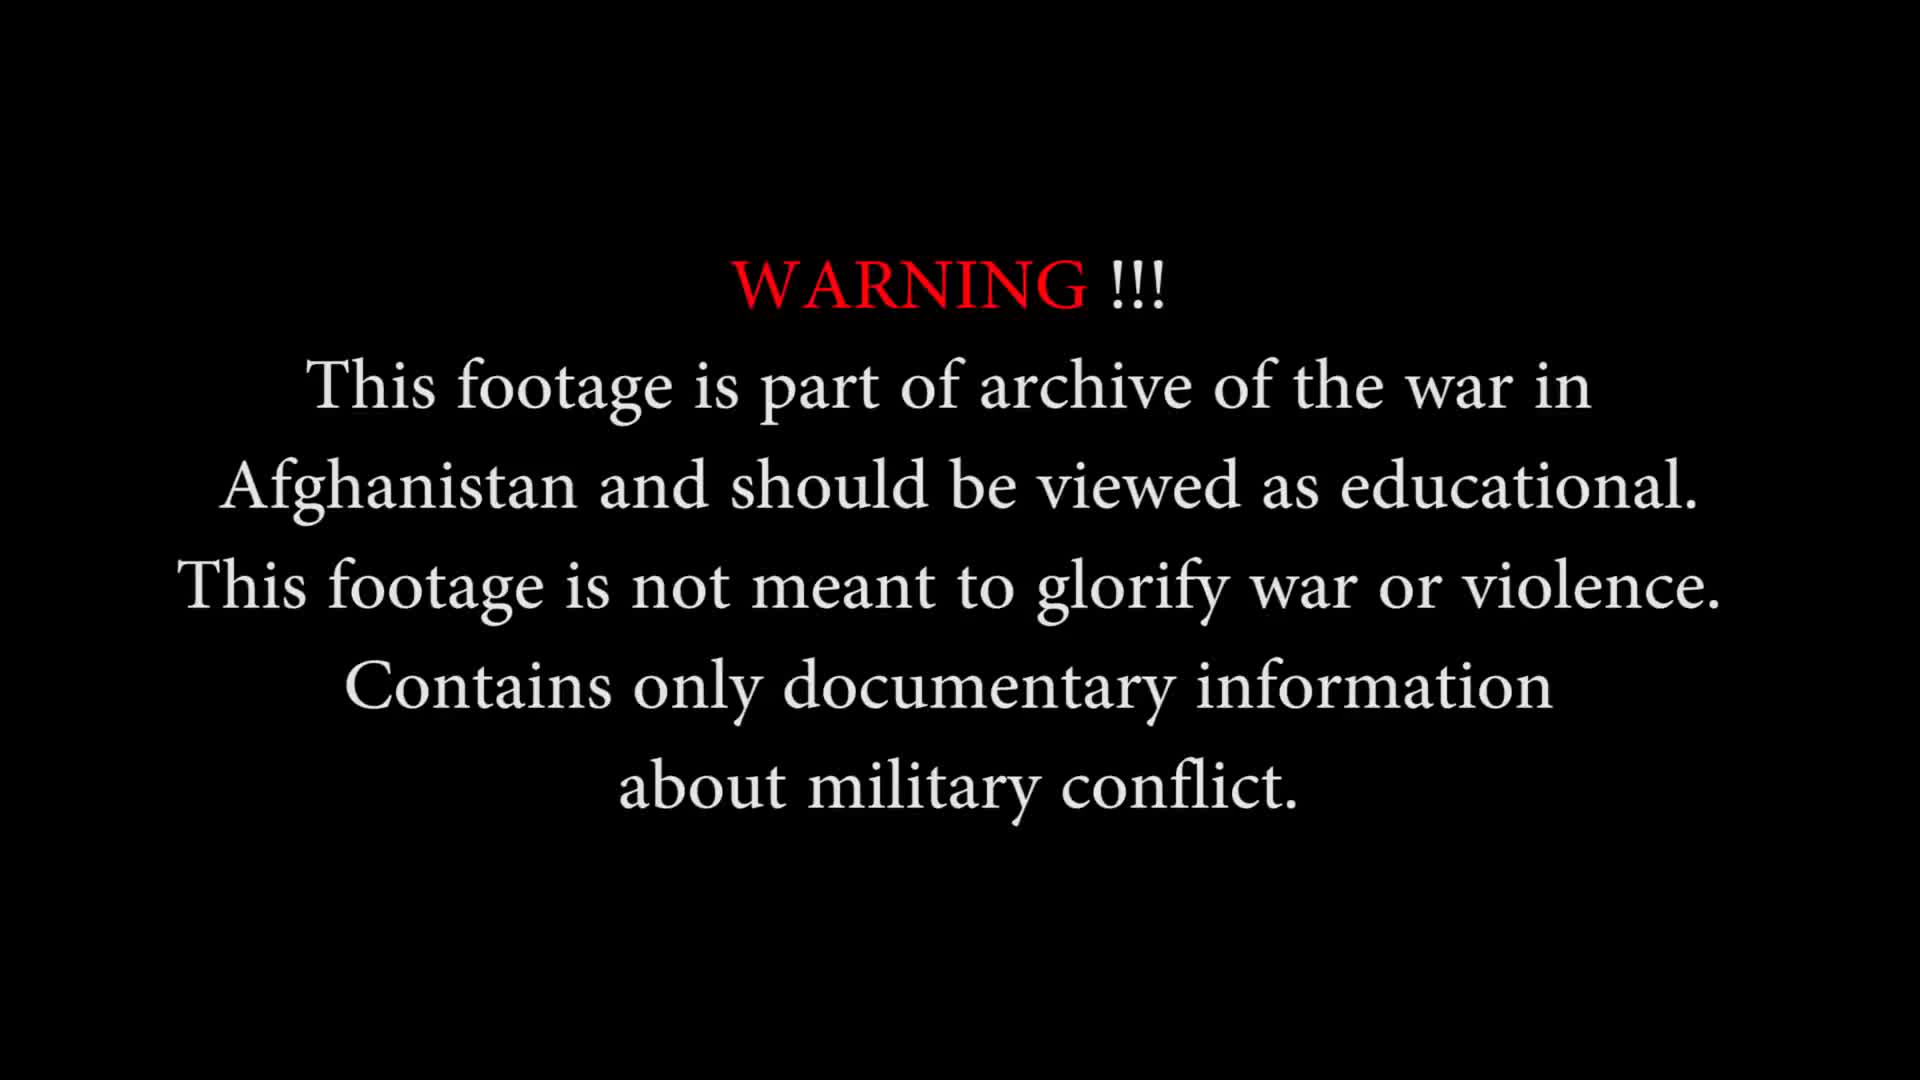 WARNING !!!
This footage is part of archive of the war in
Afghanistan and should be viewed as educational.
This footage is not meant to glorify war or violence.
Contains only documentary information
about military conflict.